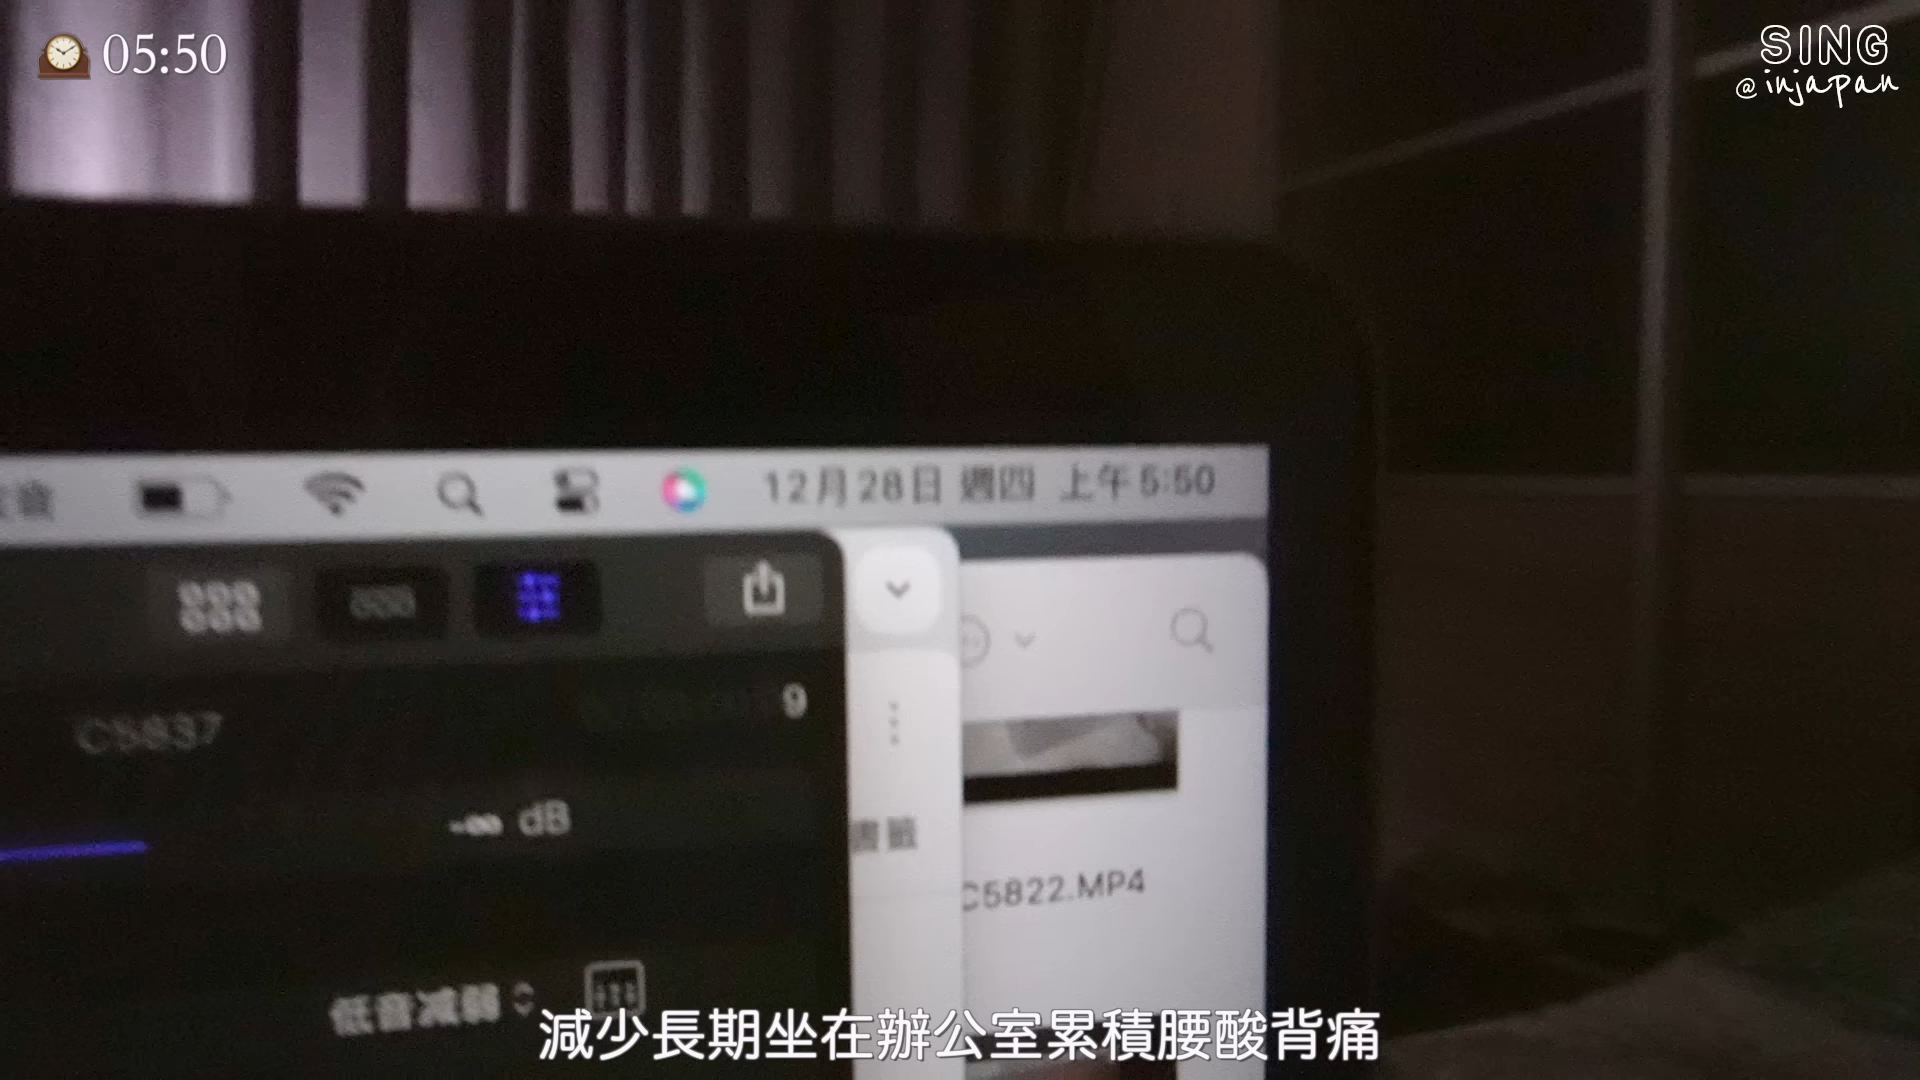 05:50
SING
@injapan
12月28日 週四 上午5:50
C5837
9
-∞ dB
書籤
C5822.MP4
低音減弱
減少長期坐在辦公室累積腰酸背痛